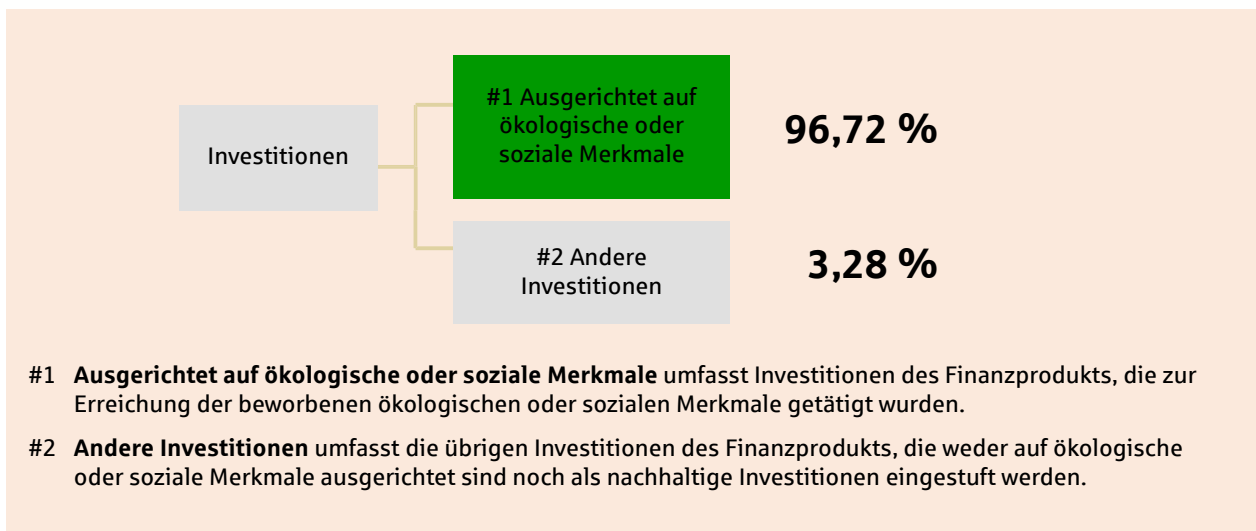 #1 Ausgerichtet auf
ökologische oder
soziale Merkmale
96,72 %
Investitionen
#2 Andere
Investitionen
3,28 %
#1 Ausgerichtet auf ökologische oder soziale Merkmale umfasst Investitionen des Finanzprodukts, die zur
Erreichung der beworbenen ökologischen oder sozialen Merkmale getätigt wurden.
#2 Andere Investitionen umfasst die übrigen Investitionen des Finanzprodukts, die weder auf ökologische
oder soziale Merkmale ausgerichtet sind noch als nachhaltige Investitionen eingestuft werden.